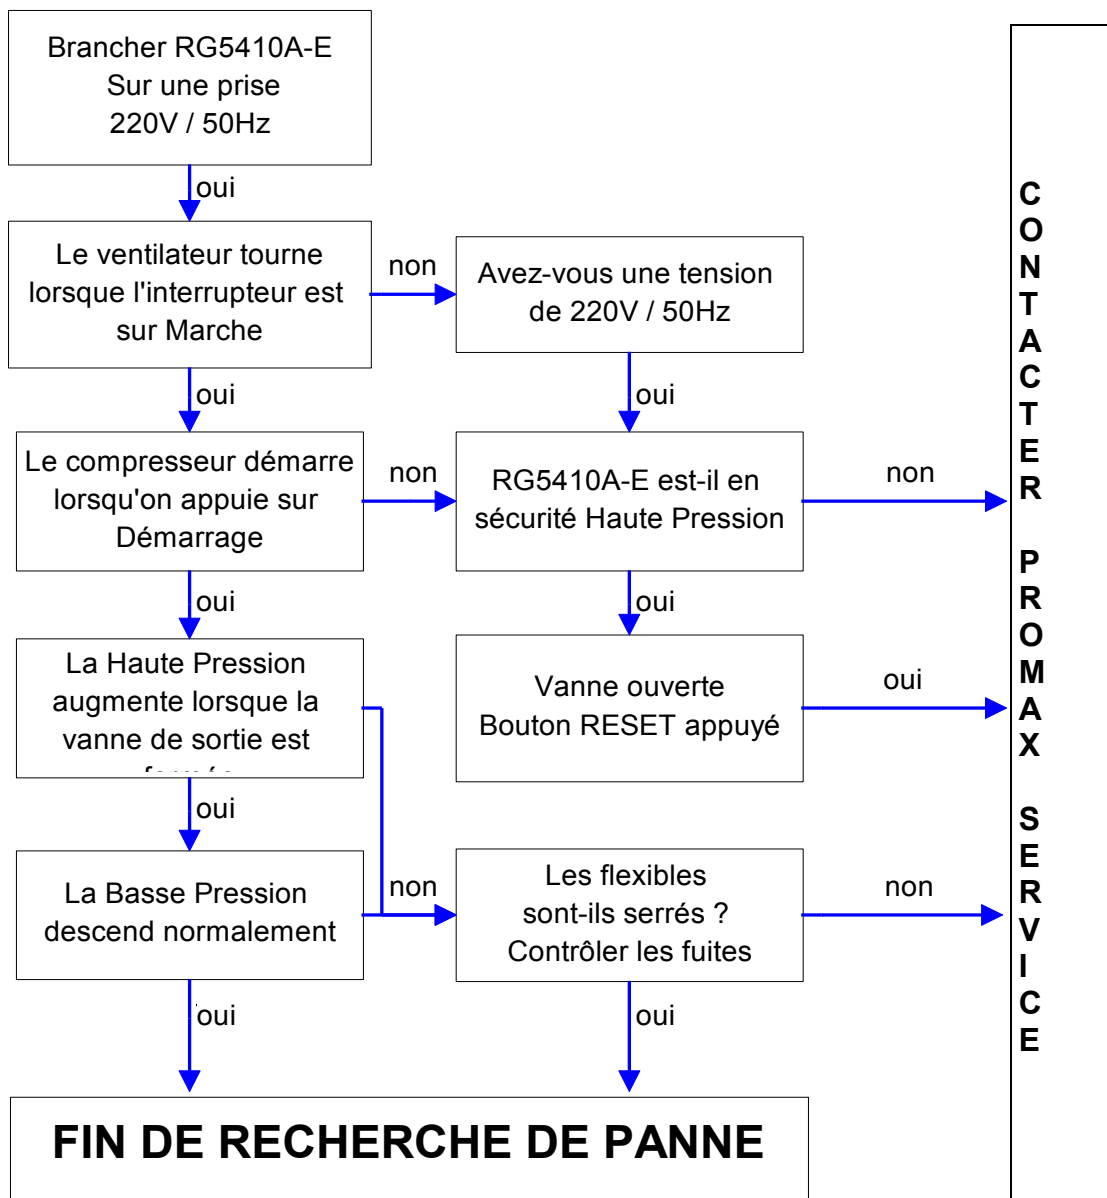 Brancher RG5410A-E
Sur une prise
220V / 50Hz
oui
Le ventilateur tourne
lorsque l'interrupteur est
sur Marche
non
Avez-vous une tension
de 220V / 50Hz
oui
oui
Le compresseur démarre
lorsqu'on appuie sur
Démarrage
non
RG5410A-E est-il en
sécurité Haute Pression
non
oui
oui
La Haute Pression
augmente lorsque la
vanne de sortie est
Vanne ouverte
Bouton RESET appuyé
oui
oui
La Basse Pression
descend normalement
non
Les flexibles
sont-ils serrés ?
Contrôler les fuites
non
oui
oui
FIN DE RECHERCHE DE PANNE
CONTACTER PROMAX SERVICE